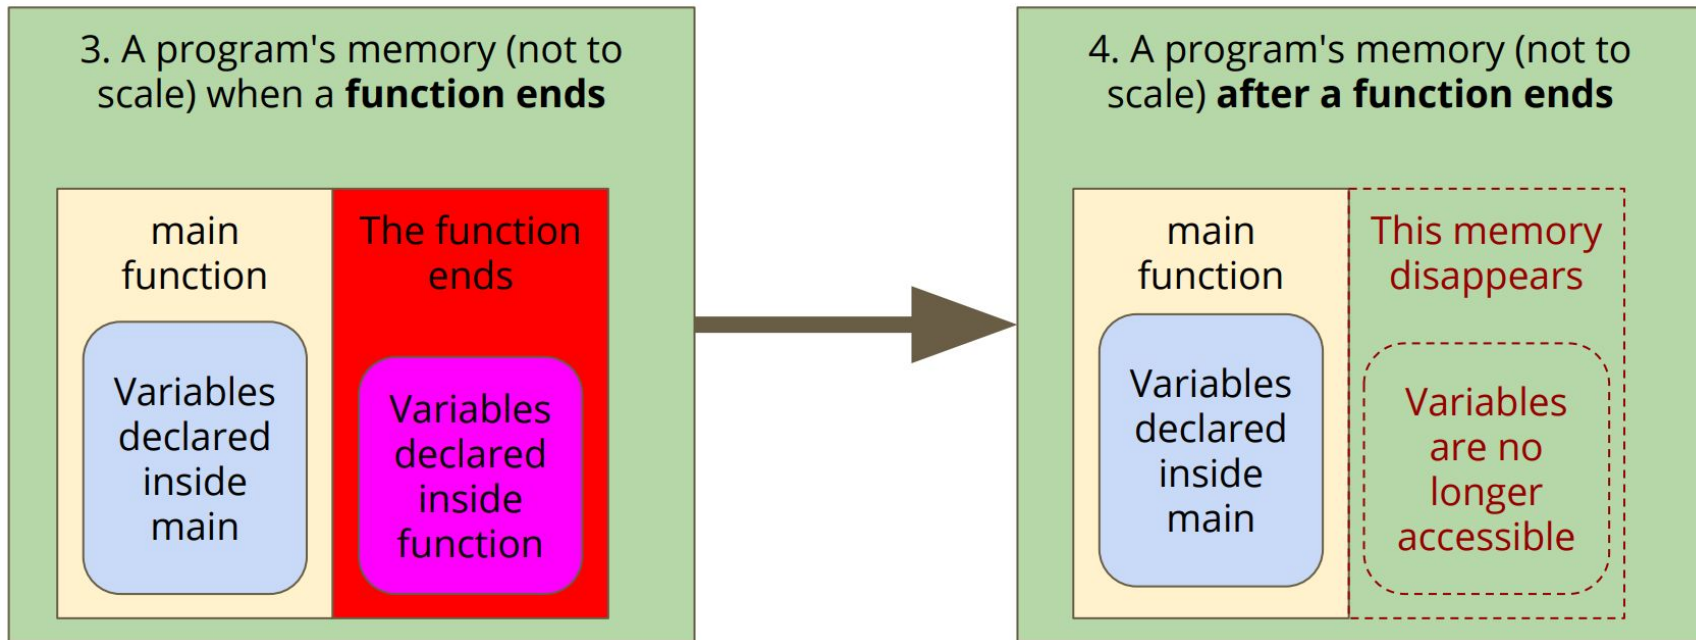 3. A program's memory (not to
scale) when a function ends
main
function
Variables
declared
inside
main
The function
ends
Variables
declared
inside
function
4. A program's memory (not to
scale) after a function ends
main
function
Variables
declared
inside
main
This memory
disappears
Variables
are no
longer
accessible